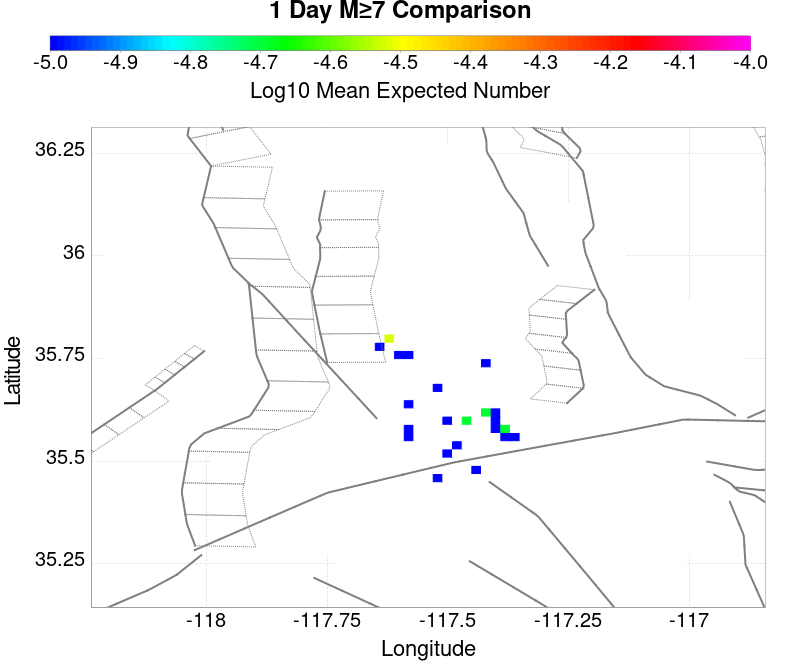 1 Day M≥7 Comparison
-5.0 -4.9 -4.8 -4.7 -4.6 -4.5 -4.4 -4.3 -4.2 -4.1 -4.0
Log10 Mean Expected Number
36.25
36
35.75
35.5
35.25
Latitude
-118 -117.75 -117.5 -117.25 -117
Longitude